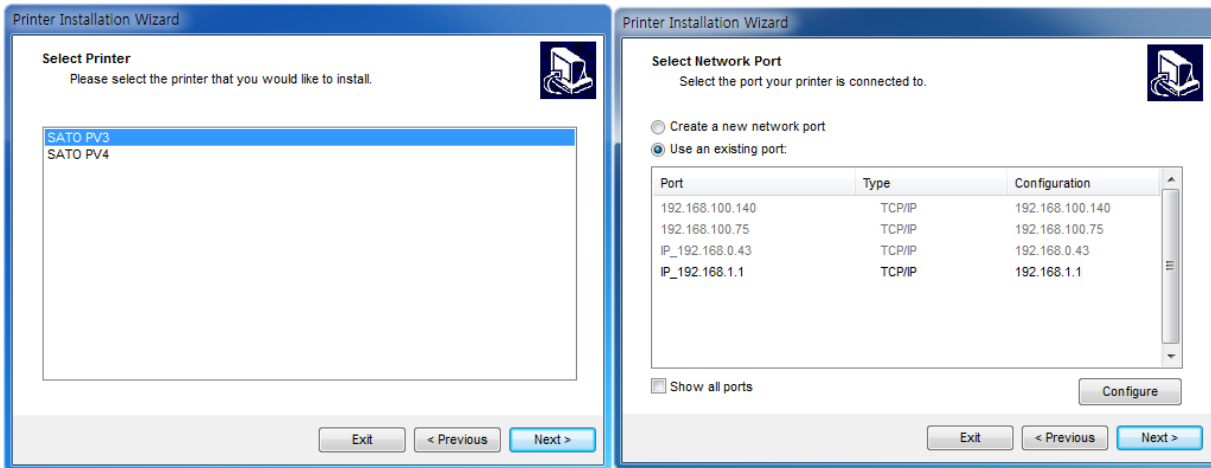 Printer Installation Wizard
Select Printer
Please select the printer that you would like to install.
SATO PV3
SATO PV4
Exit
< Previous
Next >
Printer Installation Wizard
Select Network Port
Select the port your printer is connected to.
Create a new network port
Use an existing port:
Port Type Configuration
192.168.100.140 TCP/IP 192.168.100.140
192.168.100.75 TCP/IP 192.168.100.75
IP_192.168.0.43 TCP/IP 192.168.0.43
IP_192.168.1.1 TCP/IP 192.168.1.1
Show all ports
Configure
Exit
< Previous
Next >